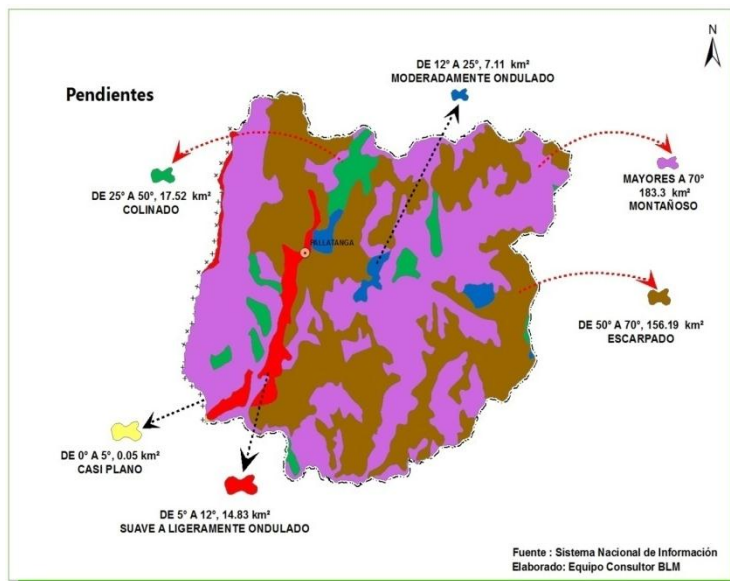 N
DE 12° A 25°, 7.11 km²
MODERADAMENTE ONDULADO
Pendientes
DE 25° A 50°, 17.52 km²
COLINADO
MAYORES A 70°
183.3 km²
MONTAÑOSO
PALLATANGA
DE 50° A 70°, 156.19 km²
ESCARPADO
DE 0° A 5°, 0.05 km²
CASI PLANO
DE 5° A 12°, 14.83 km²
SUAVE A LIGERAMENTE ONDULADO
Fuente : Sistema Nacional de Información
Elaborado: Equipo Consultor BLM